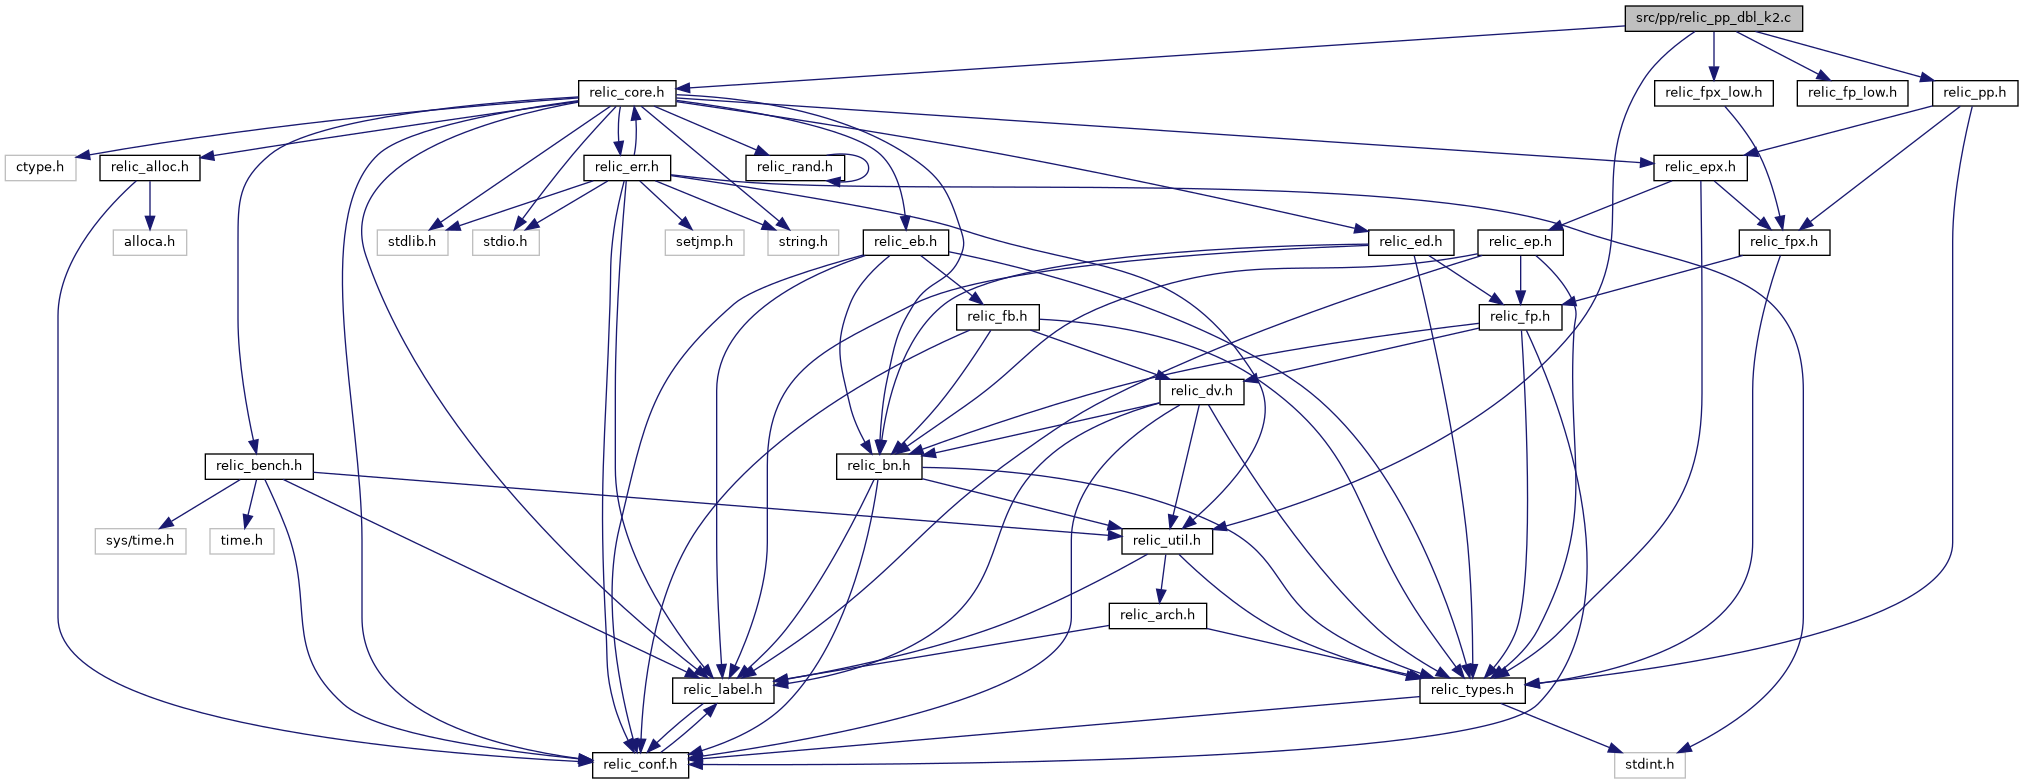 src/pp/relic_pp_dbl_k2.c
relic_core.h
relic_fpx_low.h
relic_fp_low.h
relic_pp.h
ctype.h
relic_alloc.h
relic_err.h
relic_rand.h
relic_epx.h
alloca.h
stdlib.h
stdio.h
setjmp.h
string.h
relic_eb.h
relic_ed.h
relic_ep.h
relic_fpx.h
relic_fb.h
relic_fp.h
relic_dv.h
relic_bench.h
relic_bn.h
sys/time.h
time.h
relic_util.h
relic_arch.h
relic_label.h
relic_types.h
relic_conf.h
stdint.h